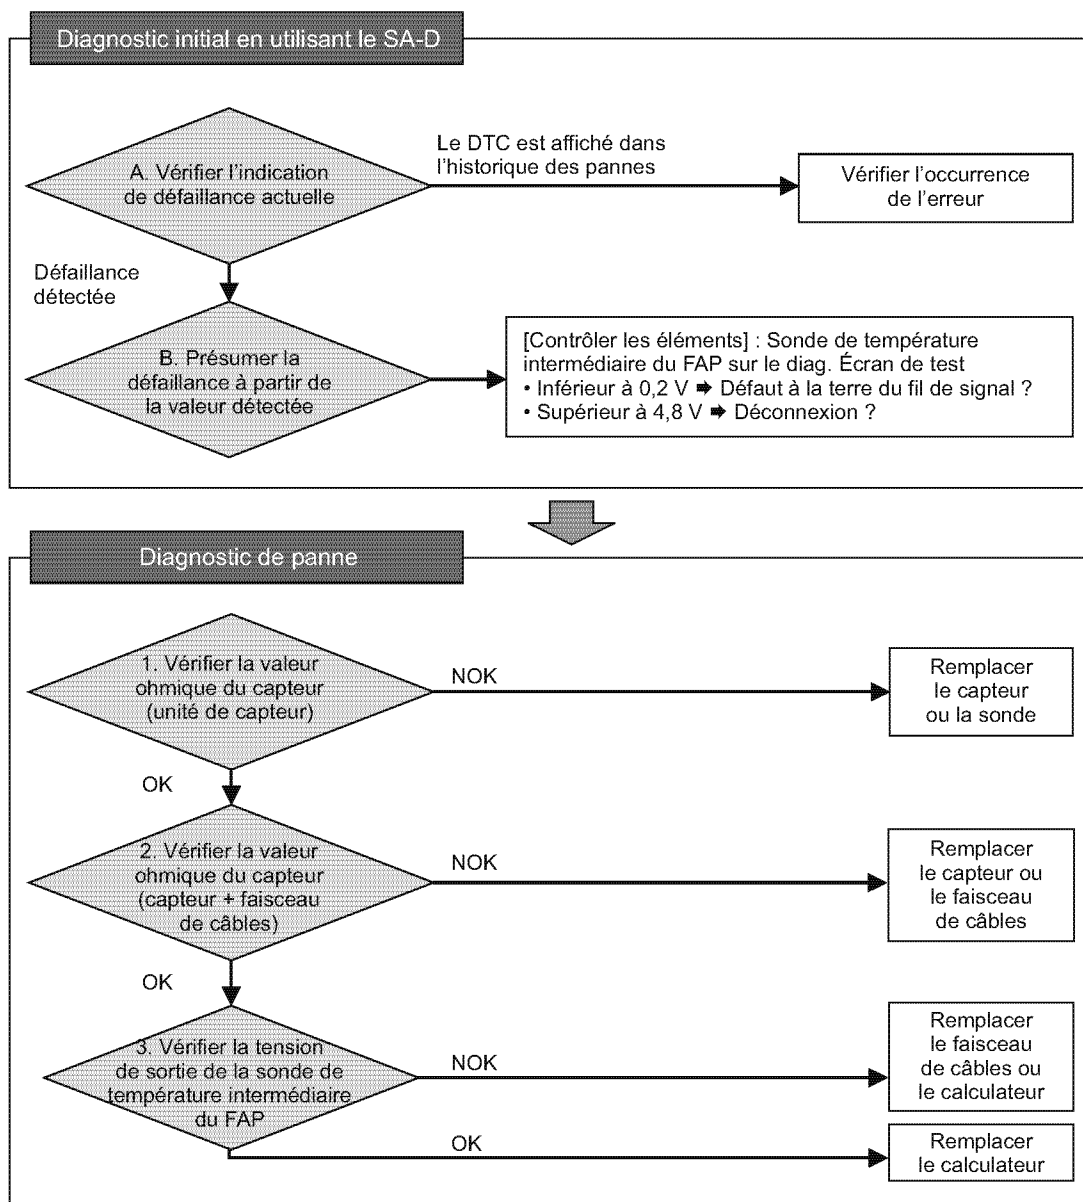 Diagnostic initial en utilisant le SA-D
A. Vérifier l'indication
de défaillance actuelle
Le DTC est affiché dans
l'historique des pannes
Vérifier l'occurrence
de l'erreur
Défaillance
détectée
B. Présumer la
défaillance à partir de
la valeur détectée
[Contrôler les éléments] : Sonde de température
intermédiaire du FAP sur le diag. Écran de test
• Inférieur à 0,2 V ➡ Défaut à la terre du fil de signal ?
• Supérieur à 4,8 V ➡ Déconnexion ?
Diagnostic de panne
1. Vérifier la valeur
ohmique du capteur
(unité de capteur)
NOK
Remplacer
le capteur
ou la sonde
OK
2. Vérifier la valeur
ohmique du capteur
(capteur + faisceau
de câbles)
NOK
Remplacer
le capteur ou
le faisceau
de câbles
OK
3. Vérifier la tension
de sortie de la sonde de
température intermédiaire
du FAP
NOK
Remplacer
le faisceau
de câbles ou
le calculateur
OK
Remplacer
le calculateur